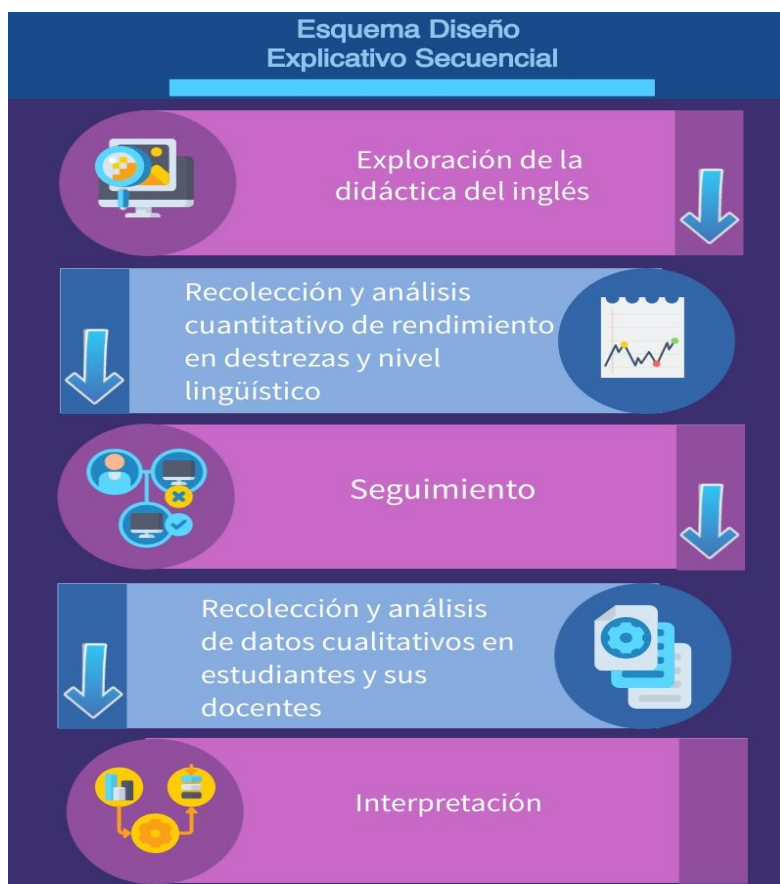 Esquema Diseño
Explicativo Secuencial
Exploración de la
didáctica del inglés
Recolección y análisis
cuantitativo de rendimiento
en destrezas y nivel
lingüístico
Seguimiento
Recolección y análisis
de datos cualitativos en
estudiantes y sus
docentes
Interpretación